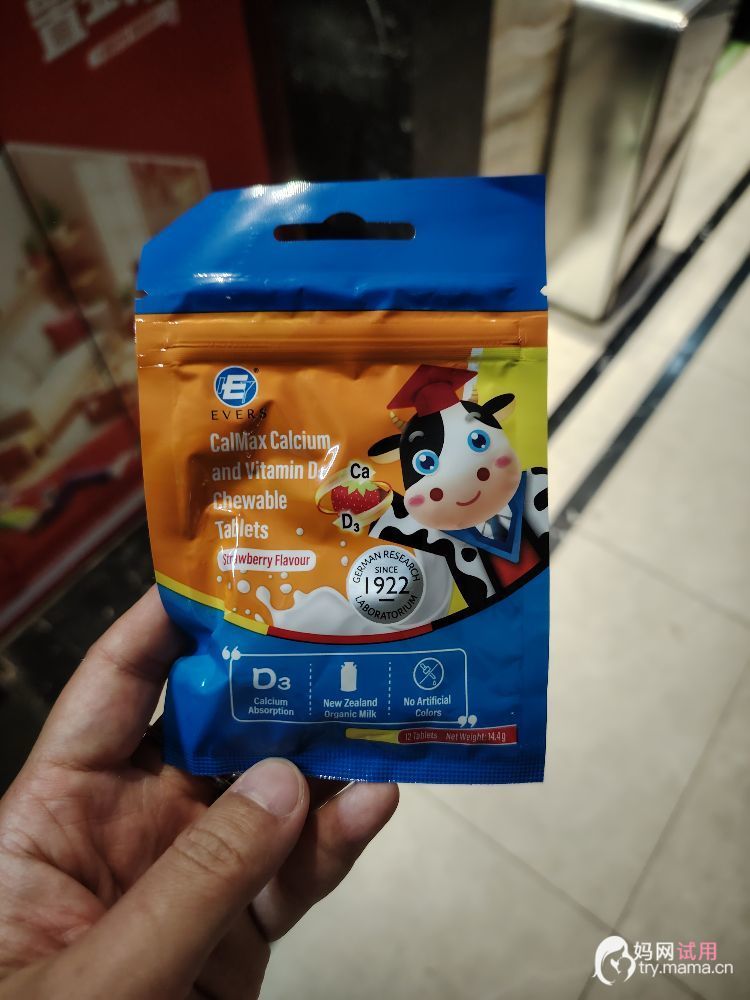 EVERS
CalMax Calcium
and Vitamin D₃
Chewable
Tablets
Strawberry Flavour
Ca
D₃
GERMAN RESEARCH
SINCE
1922
LABORATORIUM
D₃
Calcium
Absorption
New Zealand
Organic Milk
No Artificial
Colors
12 Tablets Net Weight: 14.4g
妈网试用
try.mama.cn